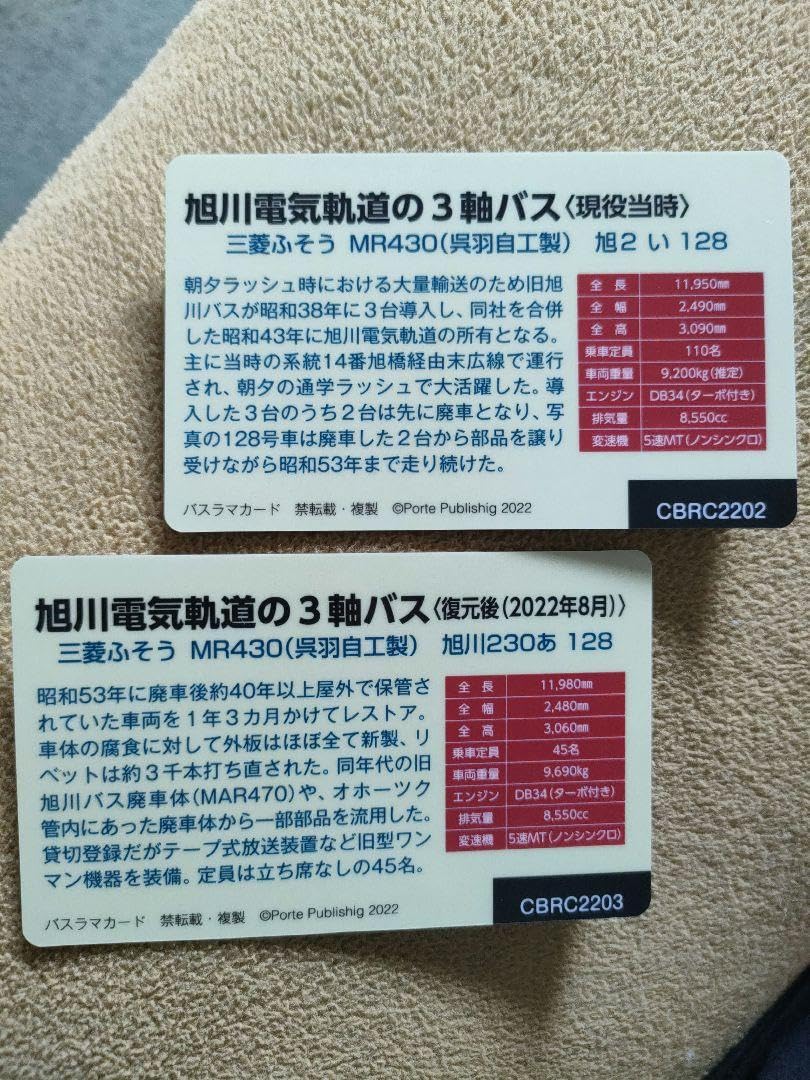 旭川電気軌道の3軸バス〈現役当時〉
三菱ふそう MR430(呉羽自工製) 旭2 い 128
朝夕ラッシュ時における大量輸送のため旧旭
川バスが昭和38年に3台導入し、同社を合併
した昭和43年に旭川電気軌道の所有となる。
主に当時の系統14番旭橋経由末広線で運行
され、朝夕の通学ラッシュで大活躍した。導
入した3台のうち2台は先に廃車となり、写
真の128号車は廃車した2台から部品を譲り
受けながら昭和53年まで走り続けた。
全 長 11,950㎜
全 幅 2,490㎜
全 高 3,090㎜
乗車定員 110名
車両重量 9,200kg(推定)
エンジン DB34(ターボ付き)
排気量 8,550cc
変速機 5速MT(ノンシンクロ)
バスラマカード 禁転載・複製 ©Porte Publishig 2022
CBRC2202
旭川電気軌道の3軸バス〈復元後(2022年8月)〉
三菱ふそう MR430(呉羽自工製) 旭川230あ 128
昭和53年に廃車後約40年以上屋外で保管さ
れていた車両を1年3カ月かけてレストア。
車体の腐食に対して外板はほぼ全て新製、リ
ベットは約3千本打ち直された。同年代の旧
旭川バス廃車体(MAR470)や、オホーツク
管内にあった廃車体から一部部品を流用した。
貸切登録だがテープ式放送装置など旧型ワン
マン機器を装備。定員は立ち席なしの45名。
全 長 11,980㎜
全 幅 2,480㎜
全 高 3,060㎜
乗車定員 45名
車両重量 9,690kg
エンジン DB34(ターボ付き)
排気量 8,550cc
変速機 5速MT(ノンシンクロ)
バスラマカード 禁転載・複製 ©Porte Publishig 2022
CBRC2203